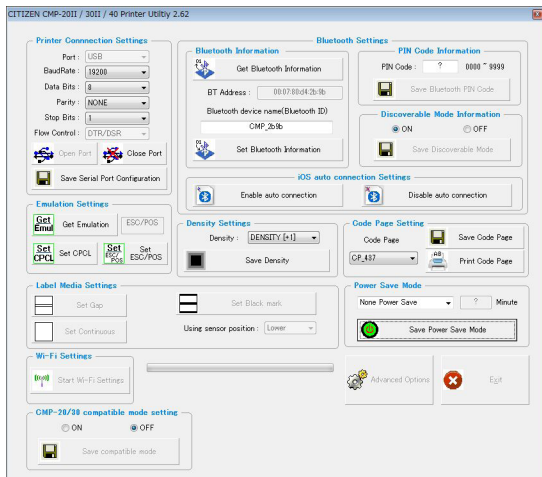 CITIZEN CMP-20II / 30II / 40 Printer Utiltiy 2.62
Printer Connnection Settings
Port : USB
BaudRate : 19200
Data Bits : 8
Parity : NONE
Stop Bits : 1
Flow Control : DTR/DSR
Open Port
Close Port
Save Serial Port Configuration
Bluetooth Settings
Bluetooth Information
Get Bluetooth Information
BT Address : 00:07:80:d4:2b:9b
Bluetooth device name(Bluetooth ID)
CMP_2b9b
Set Bluetooth Information
PIN Code Information
PIN Code : ? 0000 ~ 9999
Save Bluetooth PIN Code
Discoverable Mode Information
ON OFF
Save Discoverable Mode
iOS auto connection Settings
Enable auto connection
Disable auto connection
Emulation Settings
Get Emul
Get Emulation
ESC/POS
Set CPCL
Set CPCL
Set ESC/POS
Set ESC/POS
Density Settings
Density : DENSITY [+1]
Save Density
Code Page Setting
Code Page
Save Code Page
CP_437
AB
Print Code Page
Label Media Settings
Set Gap
Set Black mark
Set Continuous
Using sensor position : Lower
Power Save Mode
None Power Save ? Minute
Save Power Save Mode
Wi-Fi Settings
Start Wi-Fi Settings
Advanced Options
Exit
CMP-20/30 compatible mode setting
ON OFF
Save compatible mode